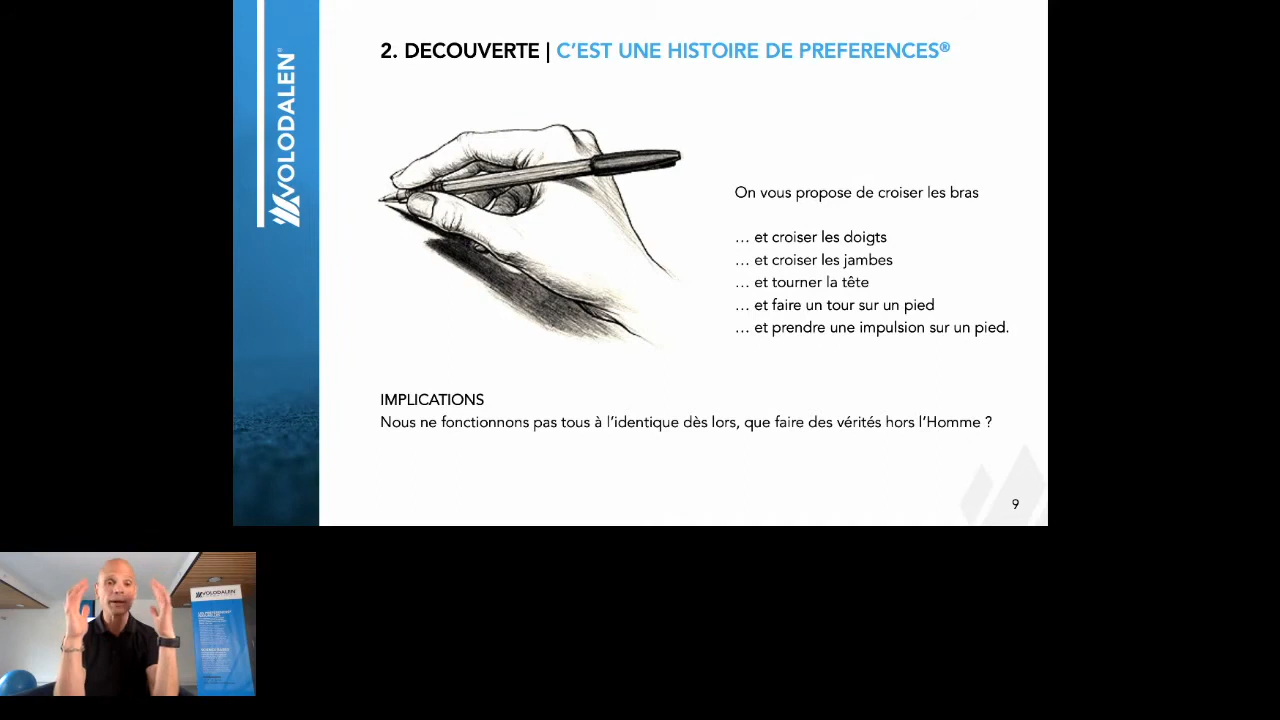 VOLODALEN®
2. DECOUVERTE | C'EST UNE HISTOIRE DE PREFERENCES®
On vous propose de croiser les bras
… et croiser les doigts
… et croiser les jambes
… et tourner la tête
… et faire un tour sur un pied
… et prendre une impulsion sur un pied.
IMPLICATIONS
Nous ne fonctionnons pas tous à l'identique dès lors, que faire des vérités hors l'Homme ?
9
VOLODALEN